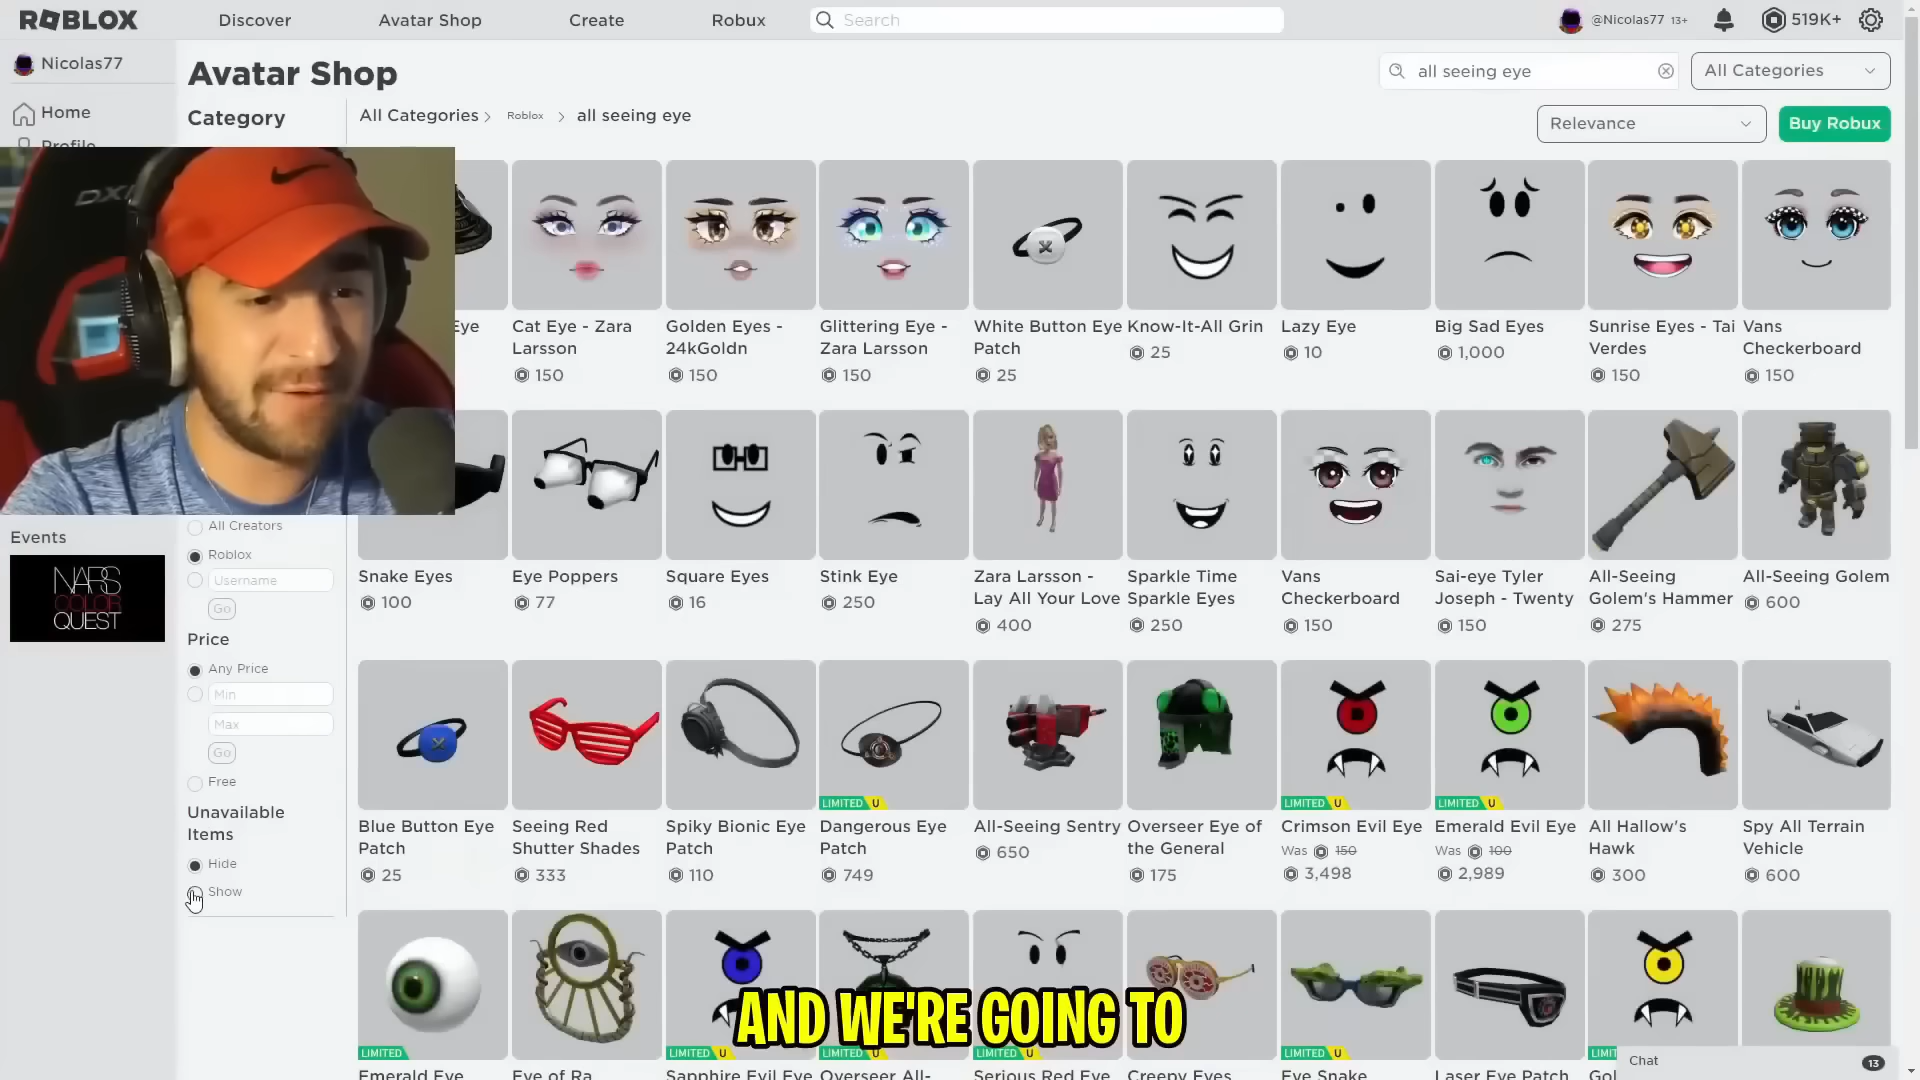 ROBLOX
Discover
Avatar Shop
Create
Robux
Search
@Nicolas77 13+
519K+
Nicolas77
Avatar Shop
all seeing eye
All Categories
Home
Category
All Categories > Roblox > all seeing eye
Relevance
Buy Robux
Profile
DX
Eye
Cat Eye - Zara
Larsson
150
Golden Eyes -
24kGoldn
150
Glittering Eye -
Zara Larsson
150
White Button Eye
Patch
25
Know-It-All Grin
25
Lazy Eye
10
Big Sad Eyes
1,000
Sunrise Eyes - Tai
Verdes
150
Vans
Checkerboard
150
Snake Eyes
100
Eye Poppers
77
Square Eyes
16
Stink Eye
250
Zara Larsson -
Lay All Your Love
400
Sparkle Time
Sparkle Eyes
250
Vans
Checkerboard
150
Sai-eye Tyler
Joseph - Twenty
150
All-Seeing
Golem's Hammer
275
All-Seeing Golem
600
Events
NARS
COLOR
QUEST
All Creators
Roblox
Username
Go
Price
Any Price
Min
Max
Go
Free
Unavailable
Items
Hide
Show
Blue Button Eye
Patch
25
Seeing Red
Shutter Shades
333
Spiky Bionic Eye
Patch
110
LIMITED U
Dangerous Eye
Patch
749
All-Seeing Sentry
650
Overseer Eye of
the General
175
LIMITED U
Crimson Evil Eye
Was 150
3,498
LIMITED U
Emerald Evil Eye
Was 100
2,989
All Hallow's
Hawk
300
Spy All Terrain
Vehicle
600
LIMITED
Emerald Eye
Eye of Ra
LIMITED U
Sapphire Evil Eye
LIMITED U
Overseer All-
LIMITED U
Serious Red Eye
Creepy Eyes
LIMITED U
Eye Snake
Laser Eye Patch
LIMIT
Gol
AND WE'RE GOING TO
Chat
13